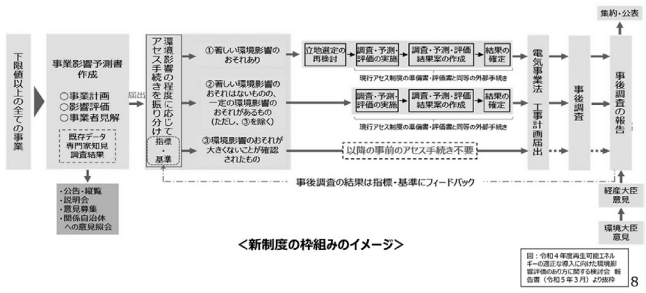 下限値以上の全ての事業
事業影響予測書
作成
○事業計画
○影響評価
○事業者見解
既存データ
専門家知見
調査結果
・公告・縦覧
・説明会
・意見募集
・関係自治体
への意見照会
届出
環境影響の程度に応じて
アセス手続きを振り分け
指標・基準
①著しい環境影響の
おそれあり
②著しい環境影響の
おそれはないものの、
一定の環境影響の
おそれがあるもの
(ただし、③を除く)
③環境影響のおそれが
大きくないことが確認
されたもの
立地選定の
再検討
調査・予測・
評価の実施
調査・予測・評価
結果案の作成
結果の
確定
現行アセス制度の準備書・評価書と同等の外部手続き
調査・予測・
評価の実施
調査・予測・評価
結果案の作成
結果の
確定
現行アセス制度の準備書・評価書と同等の外部手続き
以降の事前のアセス手続き不要
電気事業法 工事計画届出
事後調査
事後調査の報告
集約・公表
経産大臣
意見
環境大臣
意見
事後調査の結果は指標・基準にフィードバック
<新制度の枠組みのイメージ>
図：令和4年度再生可能エネル
ギーの適正な導入に向けた環境影
響評価のあり方に関する検討会 報
告書（令和5年3月）より抜粋
8